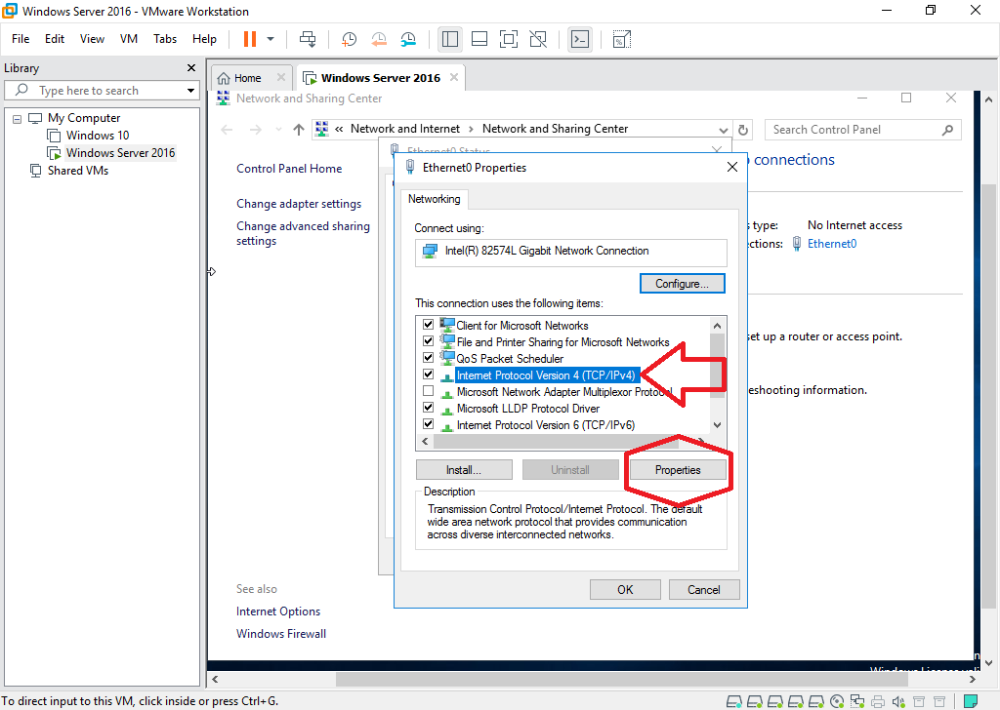 Windows Server 2016 - VMware Workstation
File Edit View VM Tabs Help
Library
Type here to search
My Computer
Windows 10
Windows Server 2016
Shared VMs
Home
Windows Server 2016
Network and Sharing Center
« Network and Internet › Network and Sharing Center
Search Control Panel
Control Panel Home
Change adapter settings
Change advanced sharing
settings
See also
Internet Options
Windows Firewall
Ethernet0 Status
connections
s type: No Internet access
ctions: Ethernet0
set up a router or access point.
eshooting information.
Ethernet0 Properties
Networking
Connect using:
Intel(R) 82574L Gigabit Network Connection
Configure...
This connection uses the following items:
Client for Microsoft Networks
File and Printer Sharing for Microsoft Networks
QoS Packet Scheduler
Internet Protocol Version 4 (TCP/IPv4)
Microsoft Network Adapter Multiplexor Protocol
Microsoft LLDP Protocol Driver
Internet Protocol Version 6 (TCP/IPv6)
Install... Uninstall Properties
Description
Transmission Control Protocol/Internet Protocol. The default
wide area network protocol that provides communication
across diverse interconnected networks.
OK Cancel
Windows License vali
To direct input to this VM, click inside or press Ctrl+G.